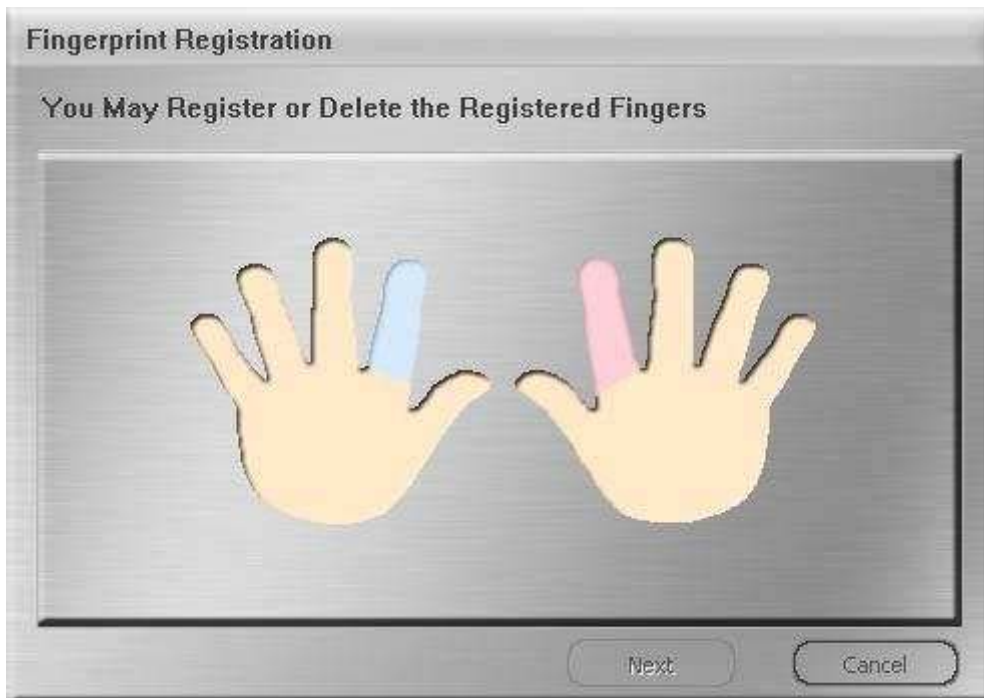 Fingerprint Registration
You May Register or Delete the Registered Fingers
Next
Cancel